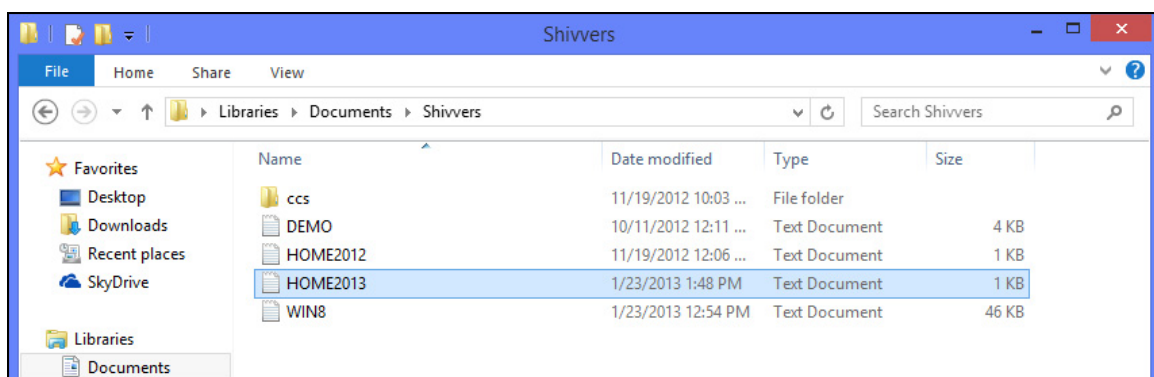 Shivvers
File Home Share View
Libraries Documents Shivvers Search Shivvers
Name Date modified Type Size
Favorites
Desktop ccs 11/19/2012 10:03 ... File folder
Downloads DEMO 10/11/2012 12:11 ... Text Document 4 KB
Recent places HOME2012 11/19/2012 12:06 ... Text Document 1 KB
SkyDrive HOME2013 1/23/2013 1:48 PM Text Document 1 KB
WIN8 1/23/2013 12:54 PM Text Document 46 KB
Libraries
Documents